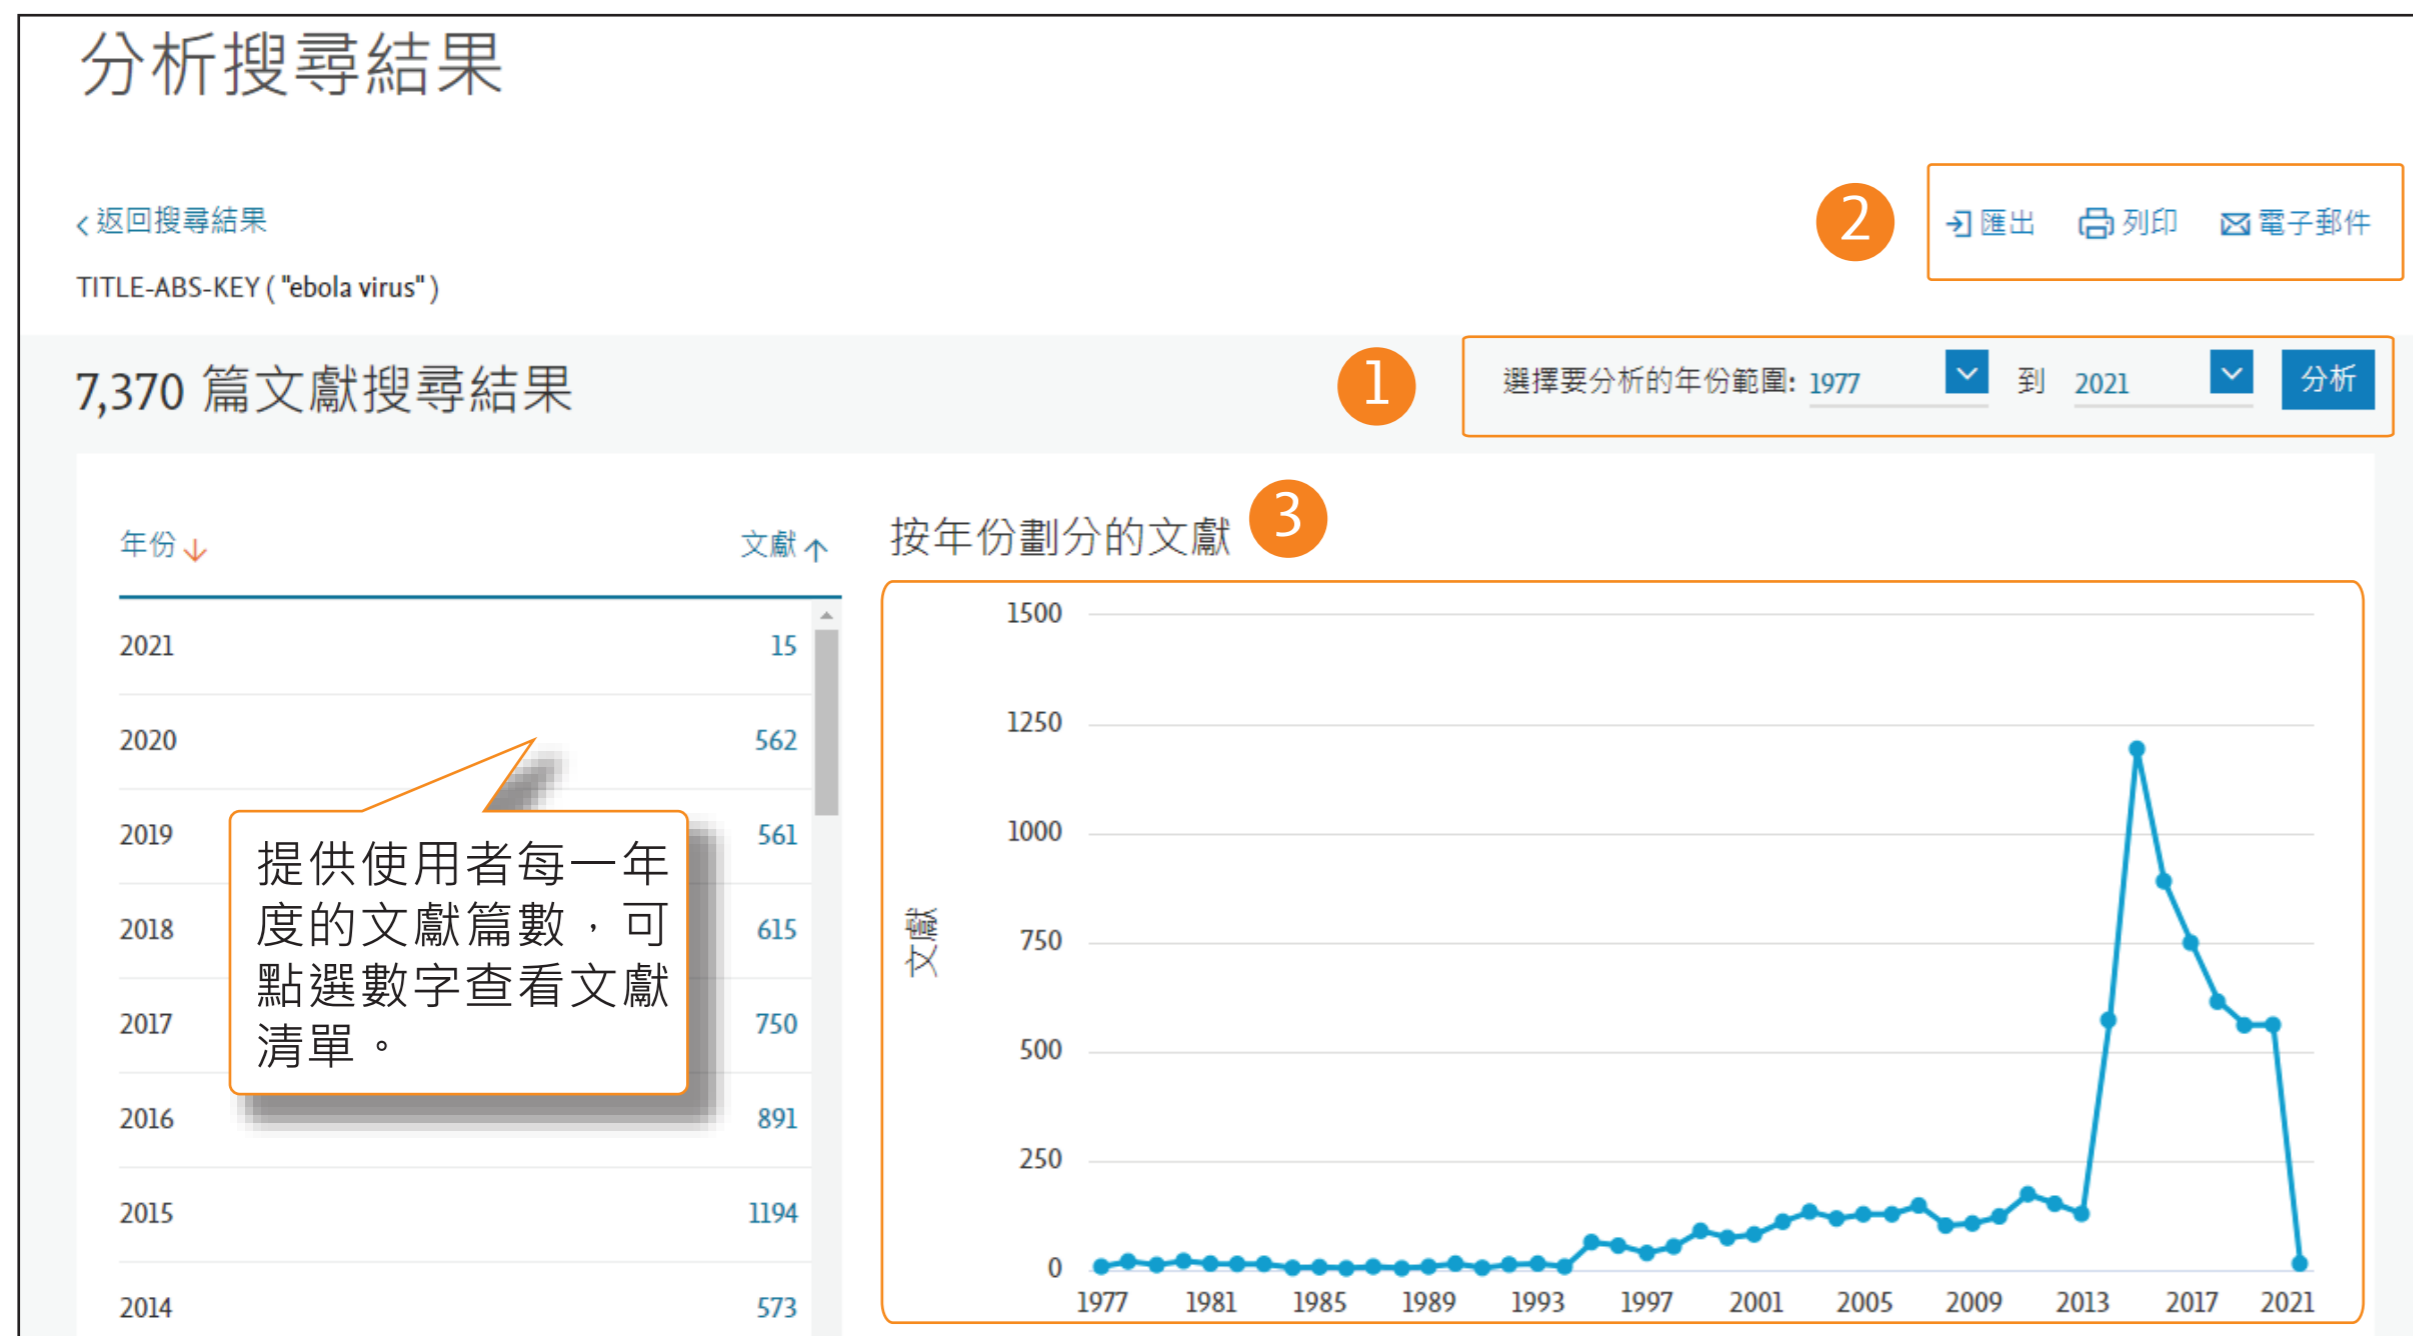 分析搜尋結果
返回搜尋結果
2
匯出 列印 電子郵件
TITLE-ABS-KEY ( "ebola virus" )
7,370 篇文獻搜尋結果
1
選擇要分析的年份範圍: 1977 到 2021 分析
年份 文獻
按年份劃分的文獻
3
2021 15
2020 562
2019 561
2018 615
2017 750
2016 891
2015 1194
2014 573
提供使用者每一年
度的文獻篇數，可
點選數字查看文獻
清單。
文獻
1500
1250
1000
750
500
250
0
1977 1981 1985 1989 1993 1997 2001 2005 2009 2013 2017 2021